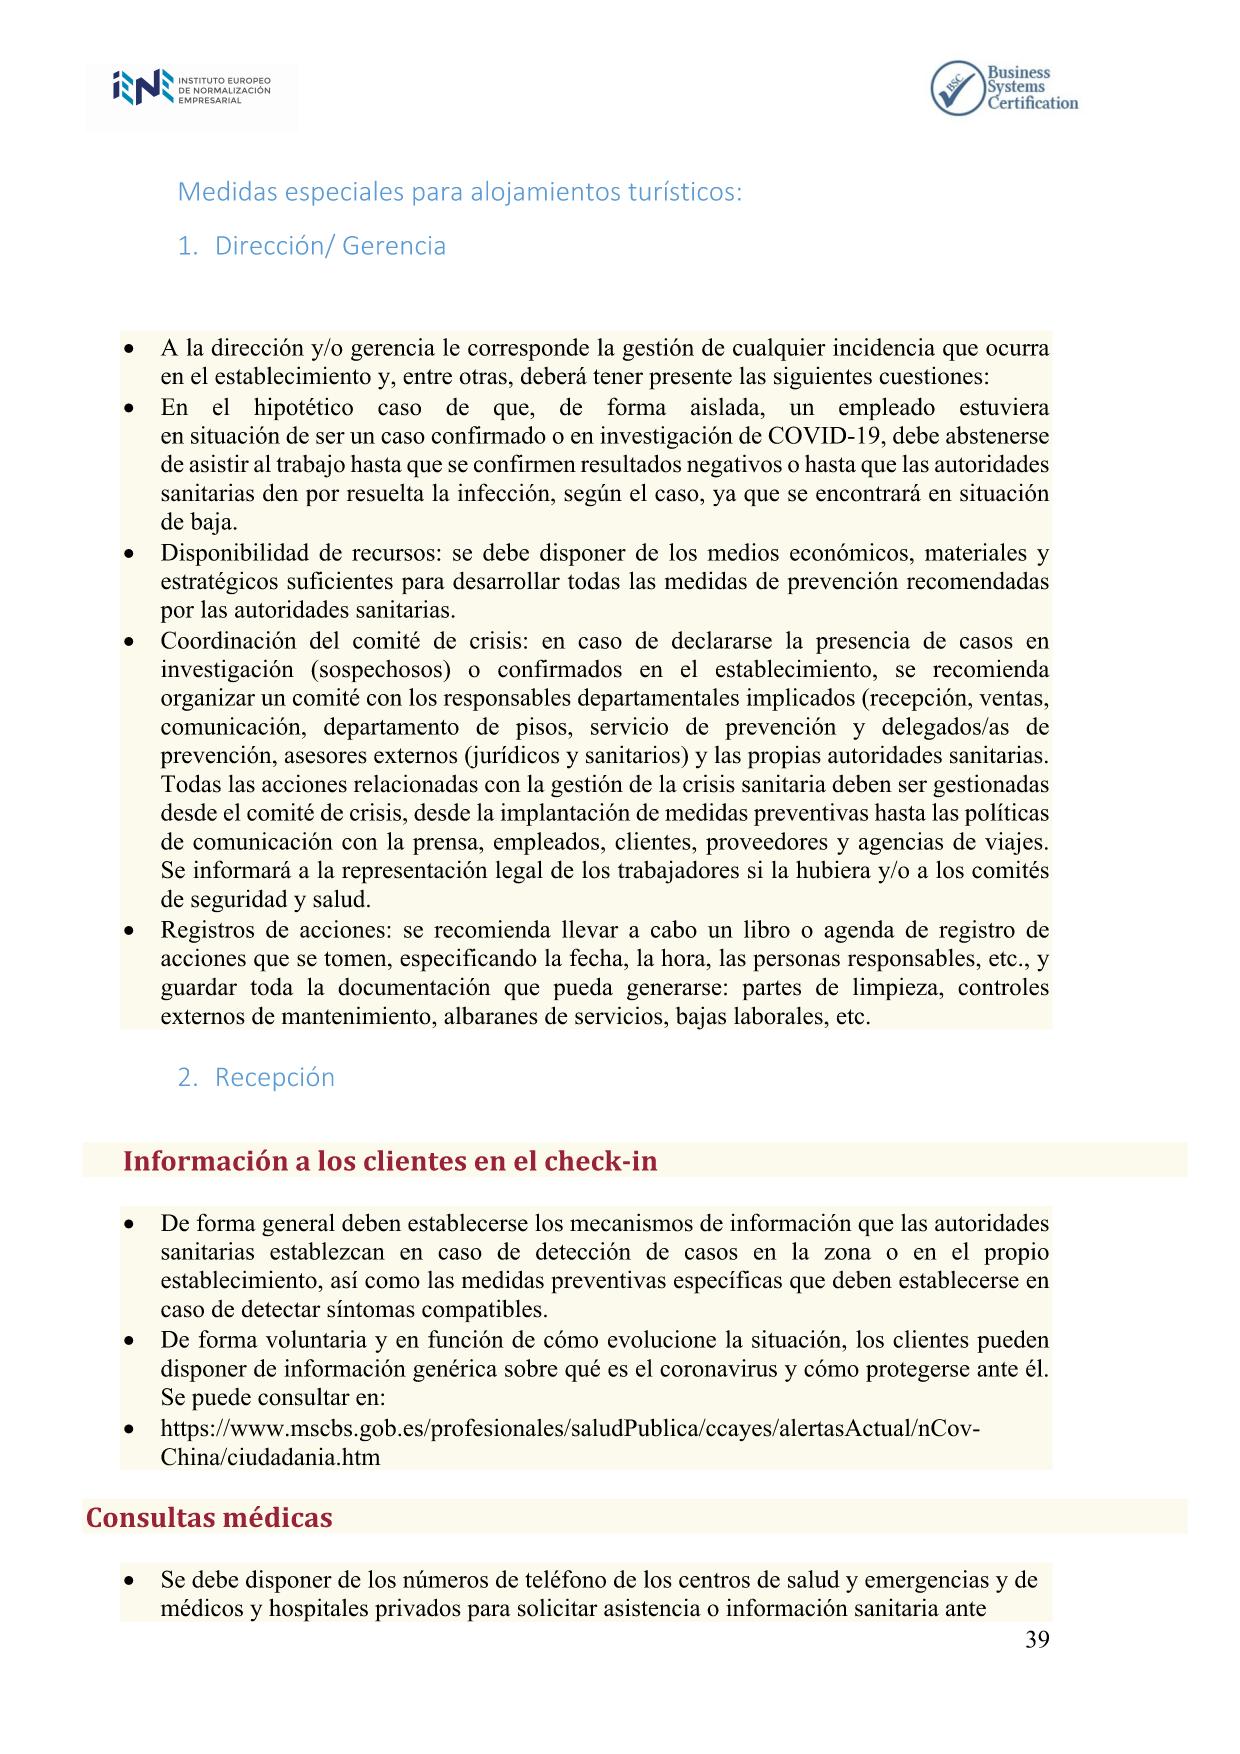 iENE INSTITUTO EUROPEO
DE NORMALIZACIÓN
EMPRESARIAL
BSC Business
Systems
Certification
Medidas especiales para alojamientos turísticos:
1. Dirección/ Gerencia
• A la dirección y/o gerencia le corresponde la gestión de cualquier incidencia que ocurra
en el establecimiento y, entre otras, deberá tener presente las siguientes cuestiones:
• En el hipotético caso de que, de forma aislada, un empleado estuviera
en situación de ser un caso confirmado o en investigación de COVID-19, debe abstenerse
de asistir al trabajo hasta que se confirmen resultados negativos o hasta que las autoridades
sanitarias den por resuelta la infección, según el caso, ya que se encontrará en situación
de baja.
• Disponibilidad de recursos: se debe disponer de los medios económicos, materiales y
estratégicos suficientes para desarrollar todas las medidas de prevención recomendadas
por las autoridades sanitarias.
• Coordinación del comité de crisis: en caso de declararse la presencia de casos en
investigación (sospechosos) o confirmados en el establecimiento, se recomienda
organizar un comité con los responsables departamentales implicados (recepción, ventas,
comunicación, departamento de pisos, servicio de prevención y delegados/as de
prevención, asesores externos (jurídicos y sanitarios) y las propias autoridades sanitarias.
Todas las acciones relacionadas con la gestión de la crisis sanitaria deben ser gestionadas
desde el comité de crisis, desde la implantación de medidas preventivas hasta las políticas
de comunicación con la prensa, empleados, clientes, proveedores y agencias de viajes.
Se informará a la representación legal de los trabajadores si la hubiera y/o a los comités
de seguridad y salud.
• Registros de acciones: se recomienda llevar a cabo un libro o agenda de registro de
acciones que se tomen, especificando la fecha, la hora, las personas responsables, etc., y
guardar toda la documentación que pueda generarse: partes de limpieza, controles
externos de mantenimiento, albaranes de servicios, bajas laborales, etc.
2. Recepción
Información a los clientes en el check-in
• De forma general deben establecerse los mecanismos de información que las autoridades
sanitarias establezcan en caso de detección de casos en la zona o en el propio
establecimiento, así como las medidas preventivas específicas que deben establecerse en
caso de detectar síntomas compatibles.
• De forma voluntaria y en función de cómo evolucione la situación, los clientes pueden
disponer de información genérica sobre qué es el coronavirus y cómo protegerse ante él.
Se puede consultar en:
• https://www.mscbs.gob.es/profesionales/saludPublica/ccayes/alertasActual/nCov-
China/ciudadania.htm
Consultas médicas
• Se debe disponer de los números de teléfono de los centros de salud y emergencias y de
médicos y hospitales privados para solicitar asistencia o información sanitaria ante
39